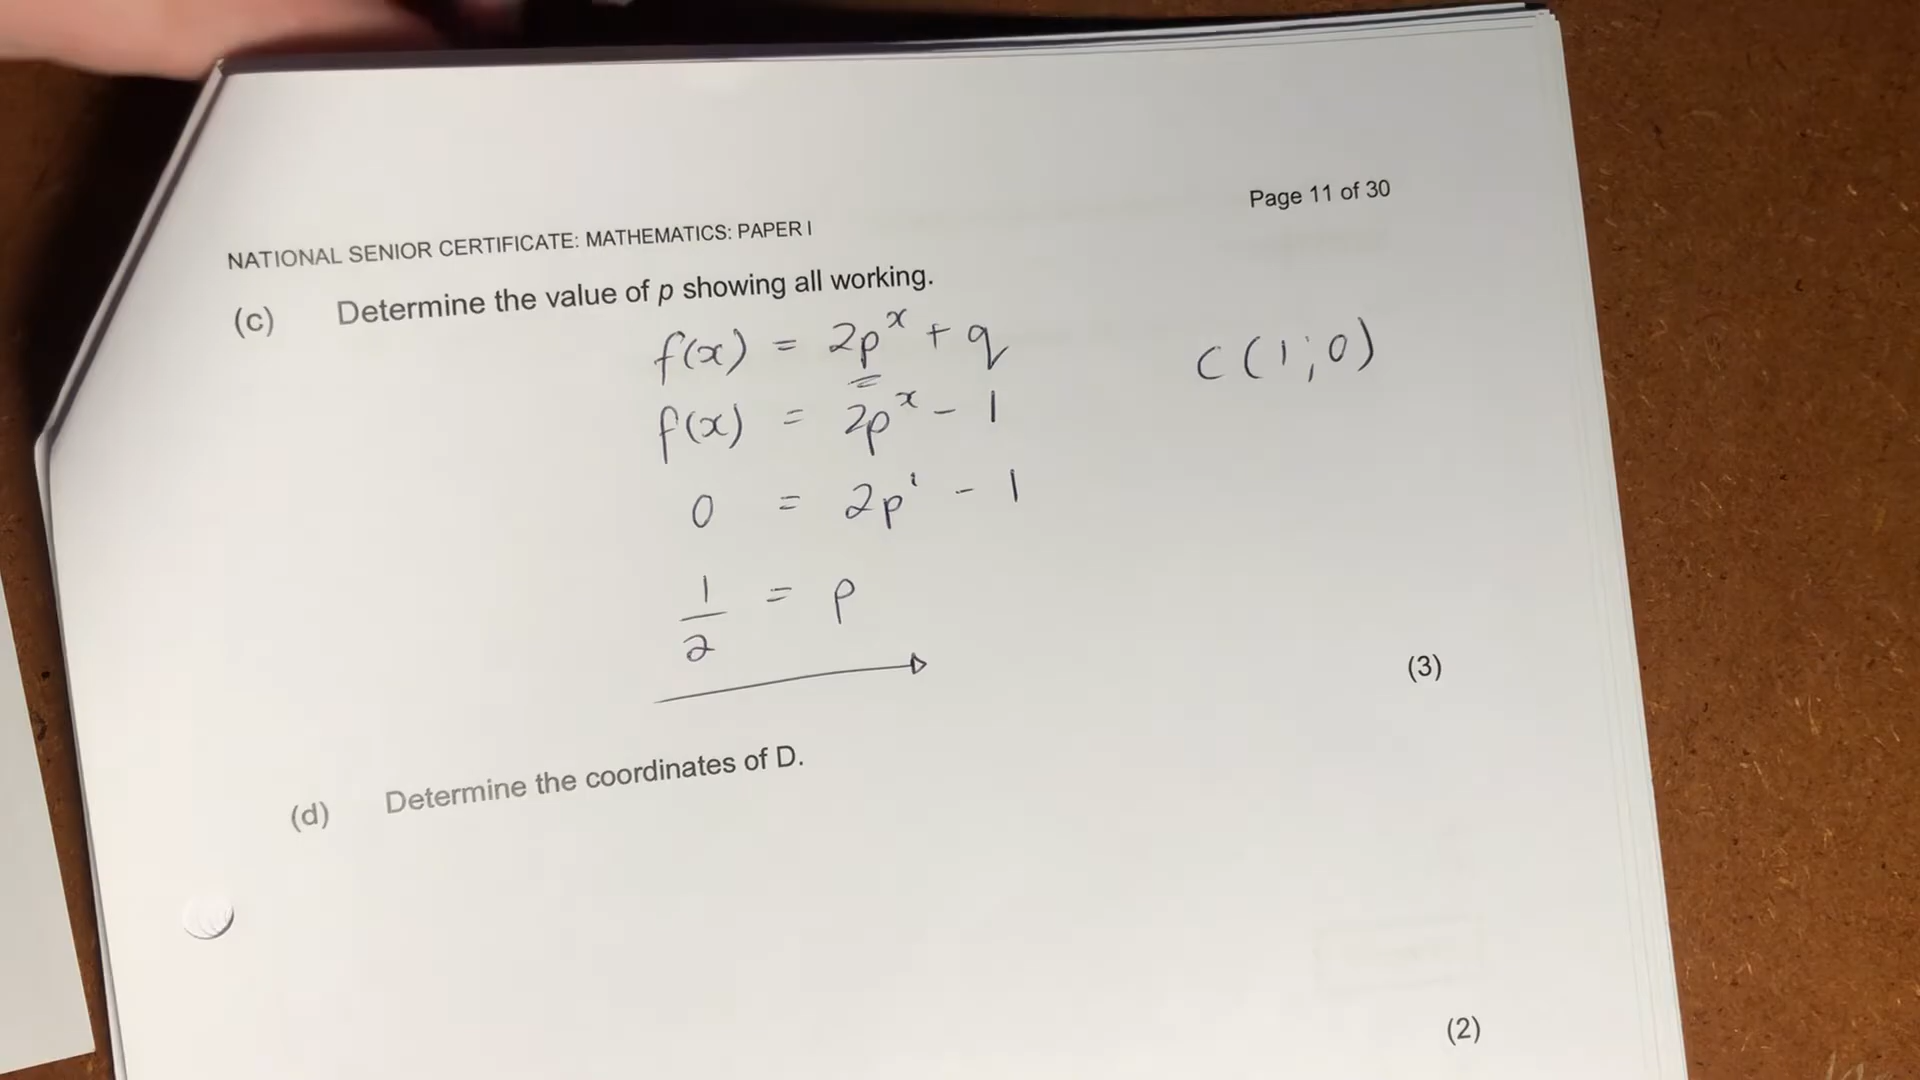 Page 11 of 30
NATIONAL SENIOR CERTIFICATE: MATHEMATICS: PAPER I
(c) Determine the value of p showing all working.
f(x) = 2p^x + q C(1;0)
f(x) = 2p^x - 1
0 = 2p^1 - 1
1/2 = p
(3)
(d) Determine the coordinates of D.
(2)